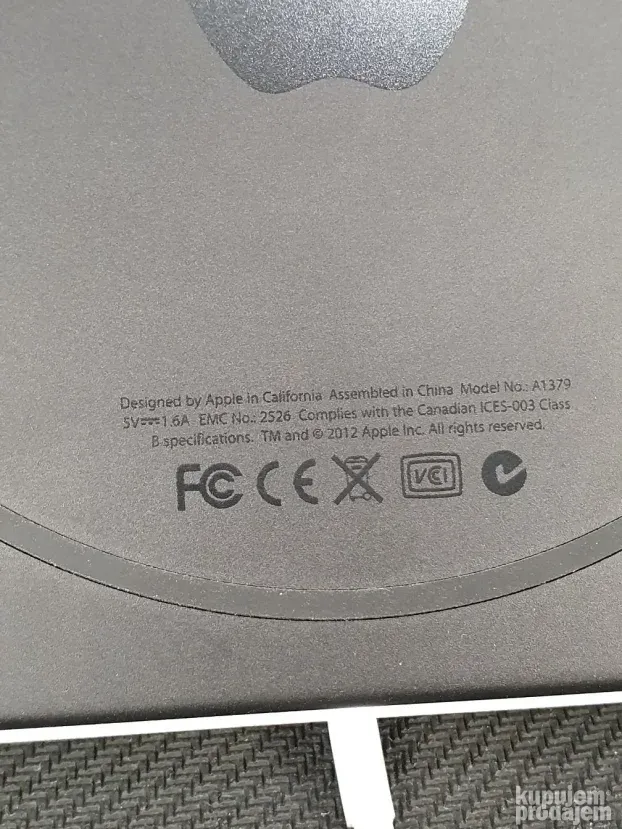 Designed by Apple in California Assembled in China Model No.: A1379
5V⎓1.6A EMC No.: 2526 Complies with the Canadian ICES-003 Class
B specifications. TM and © 2012 Apple Inc. All rights reserved.
FC CE VCI
kupujem
prodajem